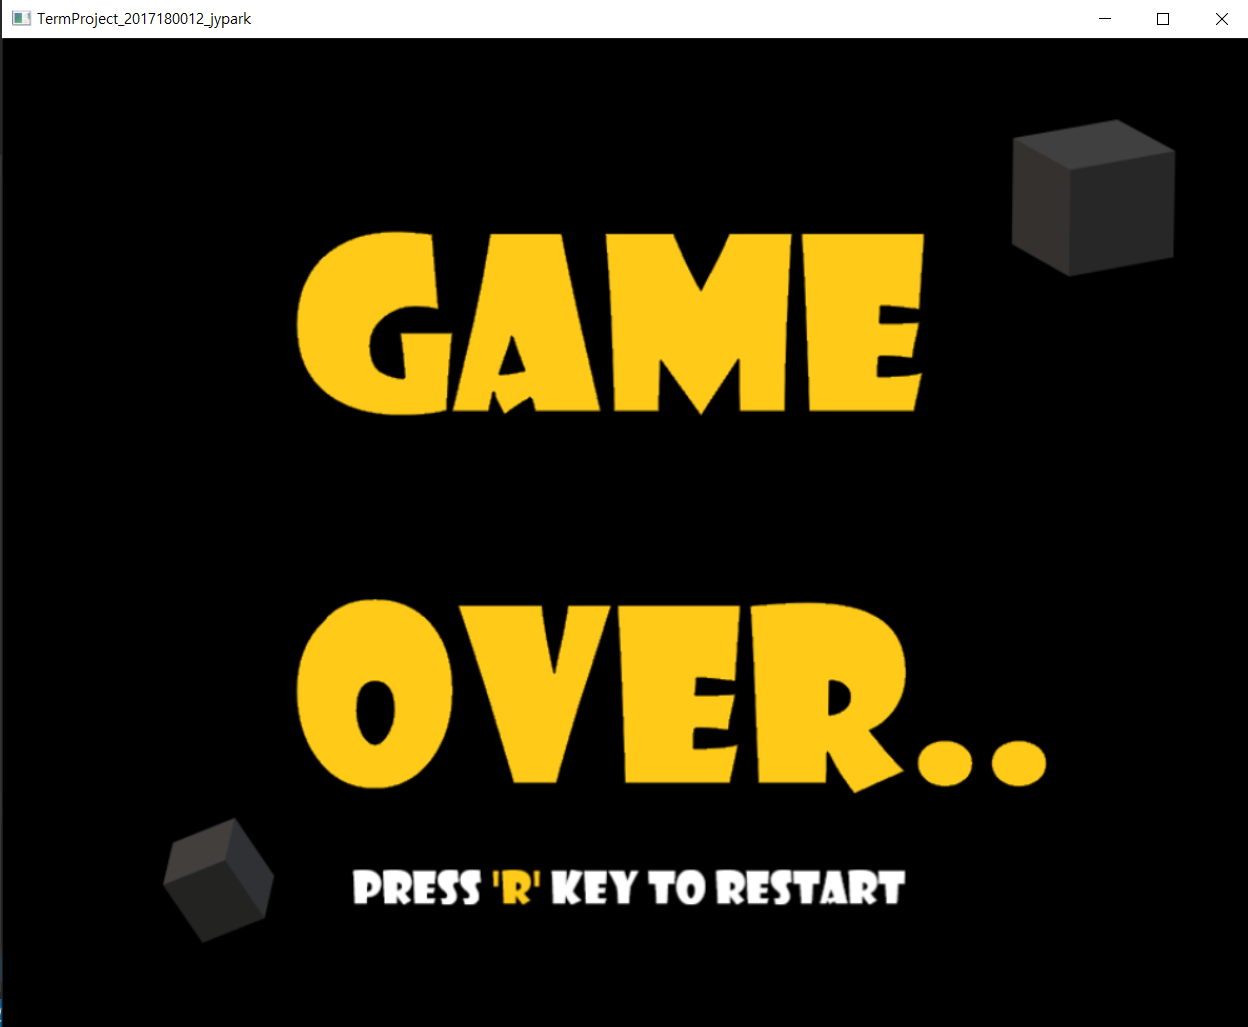 TermProject_2017180012_jypark
GAME
OVER..
PRESS 'R' KEY TO RESTART